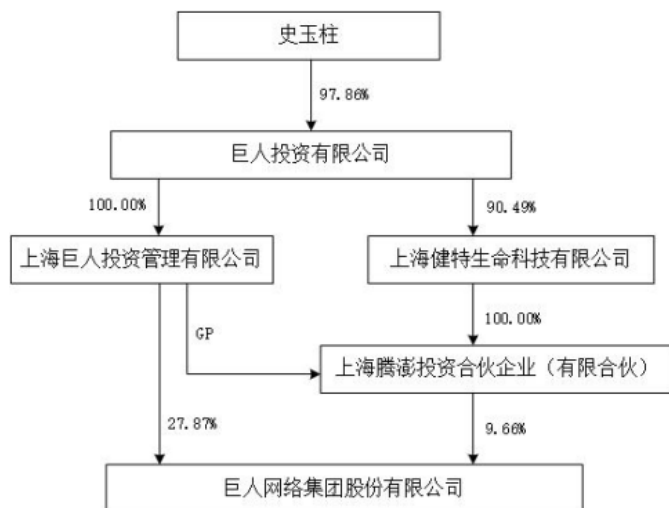 史玉柱
97.86%
巨人投资有限公司
100.00%
90.49%
上海巨人投资管理有限公司
上海健特生命科技有限公司
100.00%
GP
上海腾澎投资合伙企业（有限合伙）
27.87%
9.66%
巨人网络集团股份有限公司